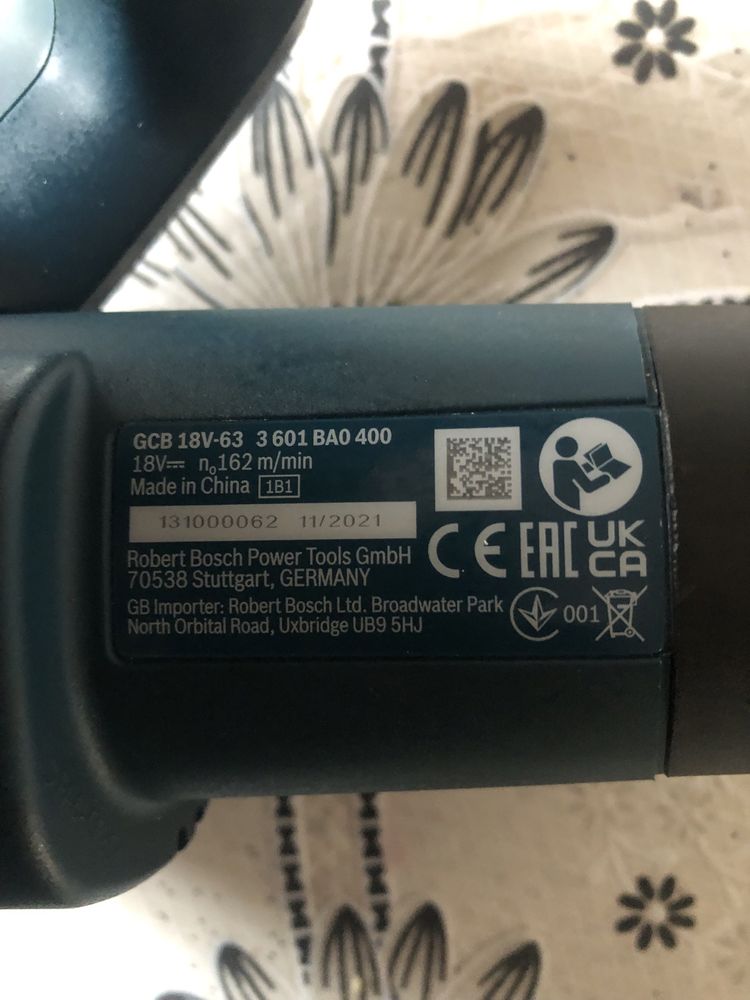 GCB 18V-63 3 601 BA0 400
18V⎓ n₀162 m/min
Made in China 1B1
131000062 11/2021
Robert Bosch Power Tools GmbH
70538 Stuttgart, GERMANY
GB Importer: Robert Bosch Ltd. Broadwater Park
North Orbital Road, Uxbridge UB9 5HJ
CE EAC UK
CA
001